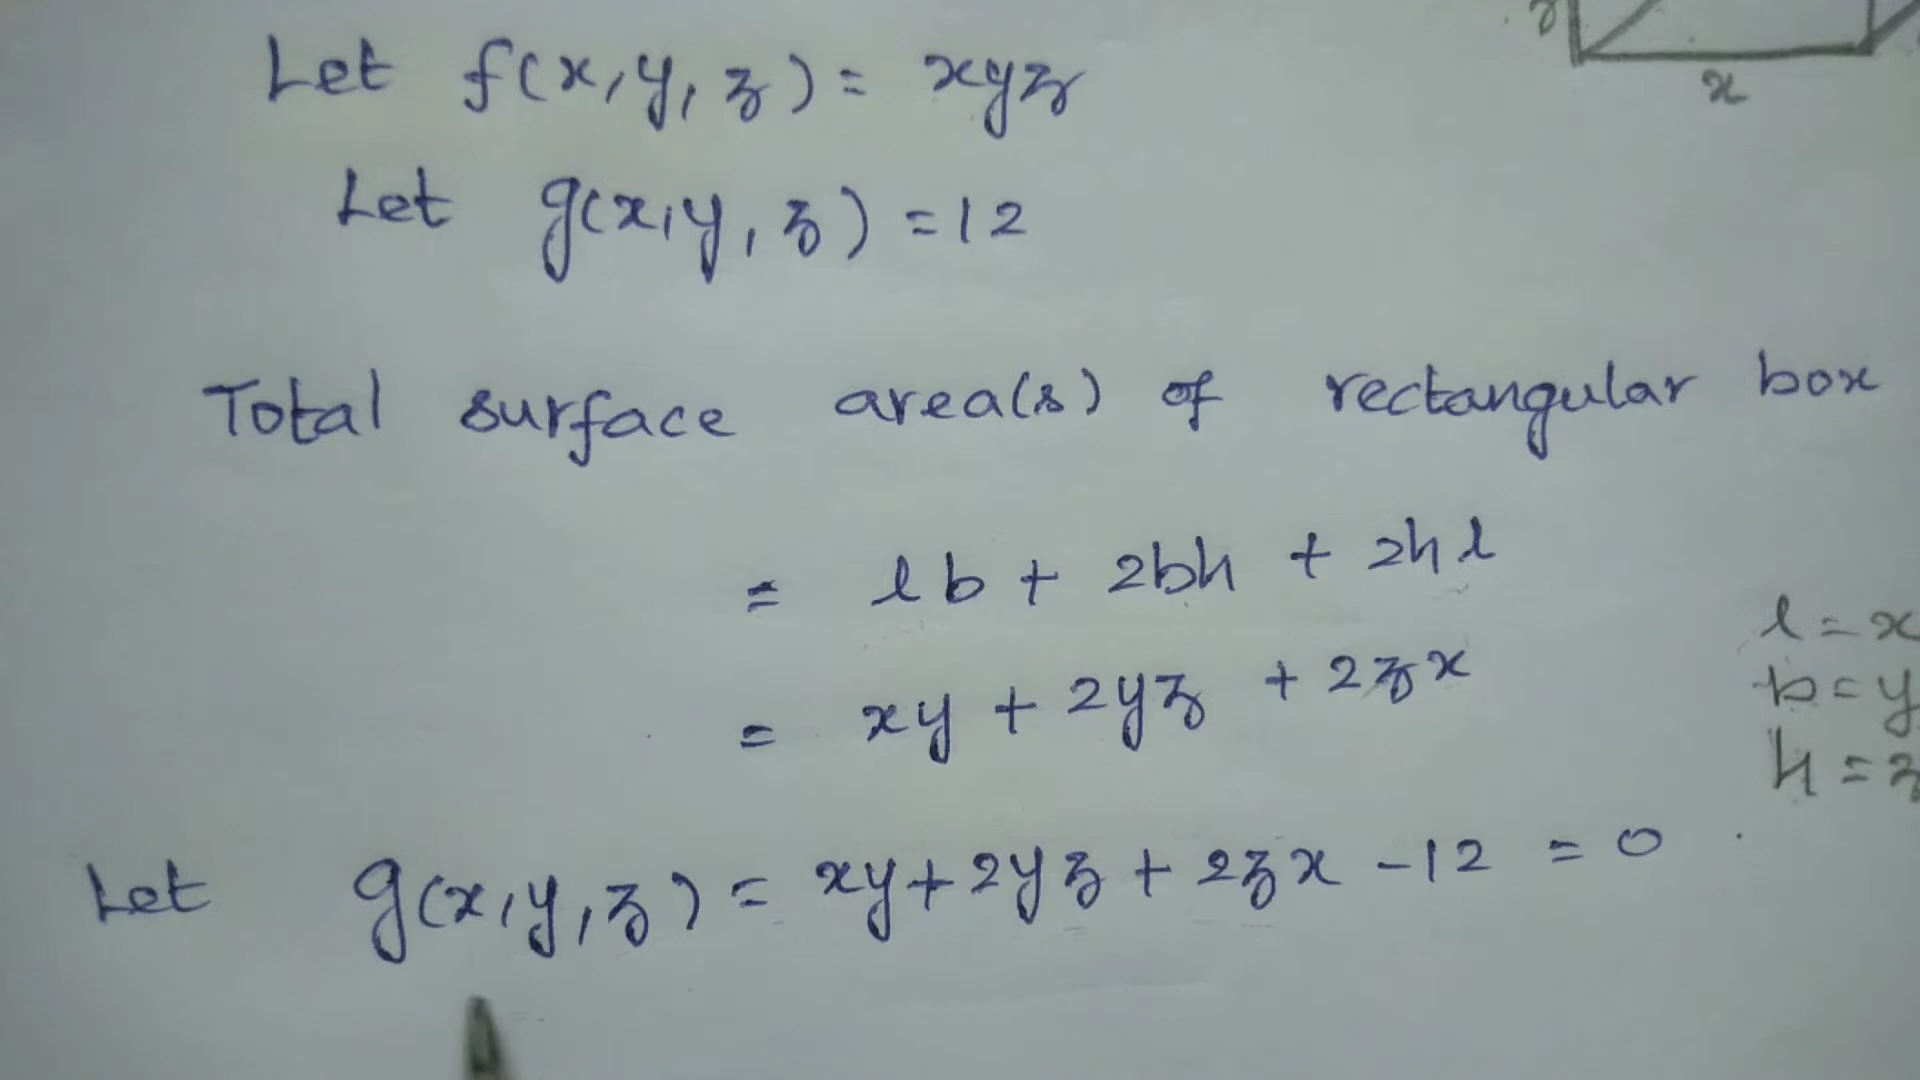 Let f(x,y,z) = xyz
x
Let g(x,y,z) = 12
Total surface area(s) of rectangular box
= lb + 2bh + 2hl
l = x
= xy + 2yz + 2zx
b = y
h = z
Let g(x,y,z) = xy + 2yz + 2zx - 12 = 0